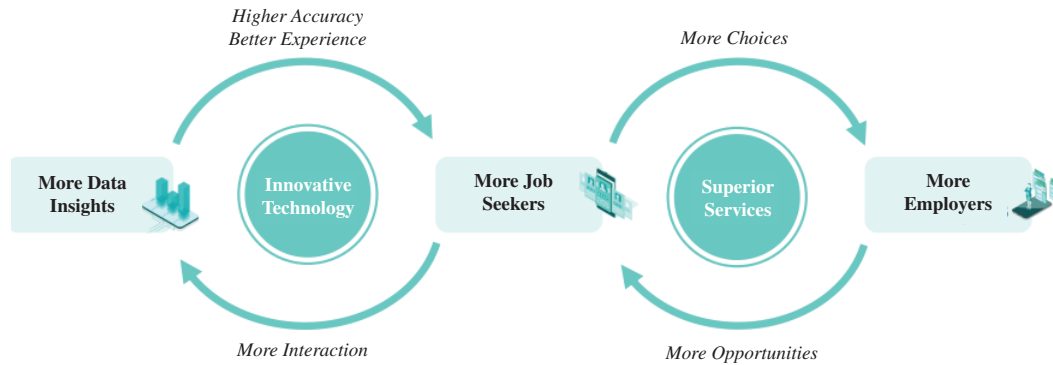 Higher Accuracy
Better Experience
More Choices
More Data
Insights
Innovative
Technology
More Job
Seekers
Superior
Services
More
Employers
More Interaction
More Opportunities